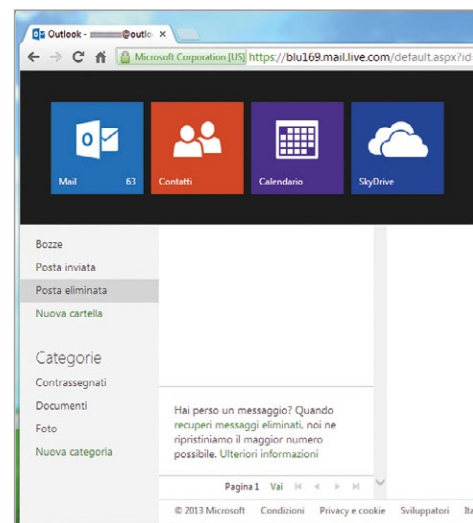 Outlook - @outlo
Microsoft Corporation [US] https://blu169.mail.live.com/default.aspx?id
Mail 63
Contatti
Calendario
SkyDrive
Bozze
Posta inviata
Posta eliminata
Nuova cartella
Categorie
Contrassegnati
Documenti
Foto
Nuova categoria
Hai perso un messaggio? Quando
recuperi messaggi eliminati, noi ne
ripristiniamo il maggior numero
possibile. Ulteriori informazioni
Pagina 1 Vai
© 2013 Microsoft Condizioni Privacy e cookie Sviluppatori Ita